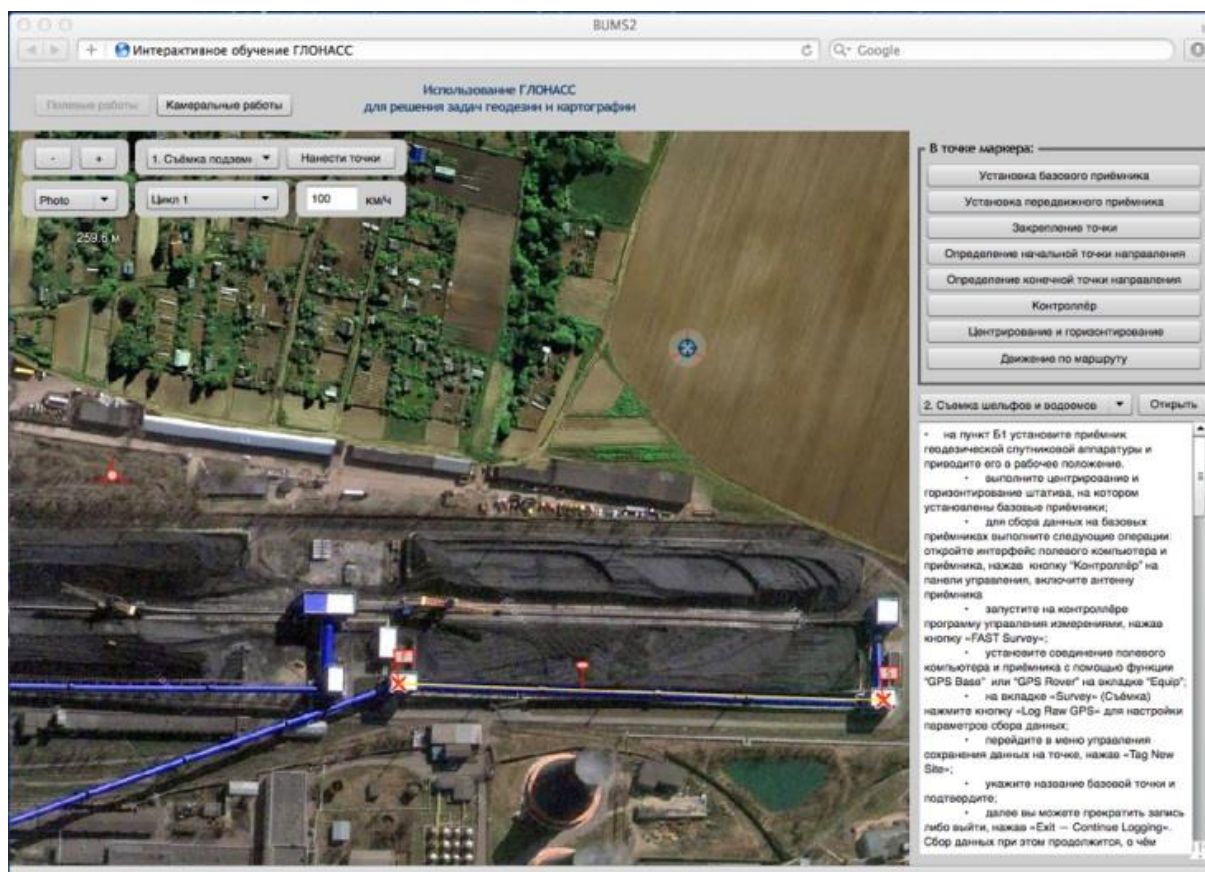 BUMS2
Интерактивное обучение ГЛОНАСС
Google
Полевые работы
Камеральные работы
Использование ГЛОНАСС
для решения задач геодезии и картографии
- + 1. Съёмка подзем Нанести точки
Photo Цикл 1 100 км/ч
259.6 м
В точке маркера:
Установка базового приёмника
Установка передвижного приёмника
Закрепление точки
Определение начальной точки направления
Определение конечной точки направления
Контроллёр
Центрирование и горизонтирование
Движение по маршруту
2. Съемка шельфов и водоемов Открыть
• на пункт Б1 установите приёмник
геодезической спутниковой аппаратуры и
приводите его в рабочее положение.
• выполните центрирование и
горизонтирование штатива, на котором
установлены базовые приёмники;
• для сбора данных на базовых
приёмниках выполните следующие операции:
откройте интерфейс полевого компьютера и
приёмника, нажав кнопку "Контроллёр" на
панели управления, включите антенну
приёмника
• запустите на контроллёре
программу управления измерениями, нажав
кнопку «FAST Survey»;
• установите соединение полевого
компьютера и приёмника с помощью функции
"GPS Base" или "GPS Rover" на вкладке "Equip";
• на вкладке «Survey» (Съёмка)
нажмите кнопку «Log Raw GPS» для настройки
параметров сбора данных;
• перейдите в меню управления
сохранения данных на точке, нажав «Tag New
Site»;
• укажите название базовой точки и
подтвердите;
• далее вы можете прекратить запись
либо выйти, нажав «Exit — Continue Logging».
Сбор данных при этом продолжится, о чём